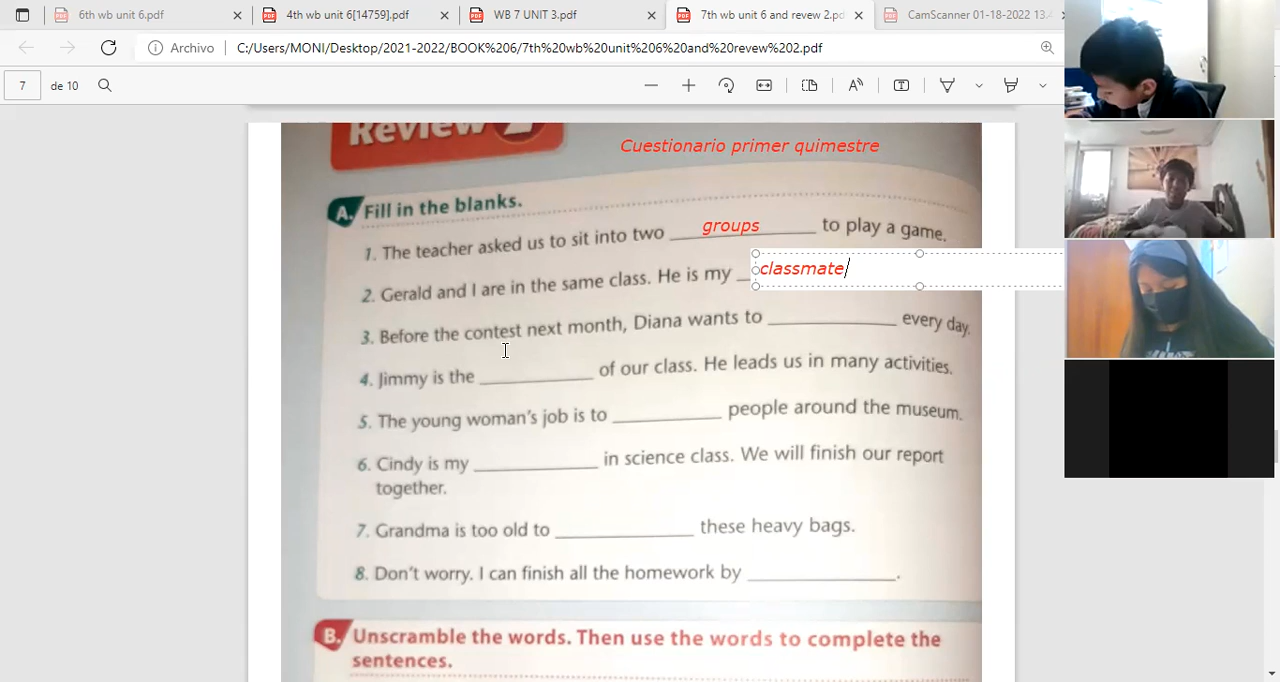 6th wb unit 6.pdf
4th wb unit 6[14759].pdf
WB 7 UNIT 3.pdf
7th wb unit 6 and revew 2.pd
CamScanner 01-18-2022 13.4
Archivo
C:/Users/MONI/Desktop/2021-2022/BOOK%206/7th%20wb%20unit%206%20and%20revew%202.pdf
7 de 10
Review 2
Cuestionario primer quimestre
A. Fill in the blanks.
1. The teacher asked us to sit into two groups to play a game.
2. Gerald and I are in the same class. He is my classmate
3. Before the contest next month, Diana wants to ____________ every day.
4. Jimmy is the ____________ of our class. He leads us in many activities.
5. The young woman's job is to ____________ people around the museum.
6. Cindy is my ____________ in science class. We will finish our report
together.
7. Grandma is too old to ____________ these heavy bags.
8. Don't worry. I can finish all the homework by ____________.
B. Unscramble the words. Then use the words to complete the
sentences.